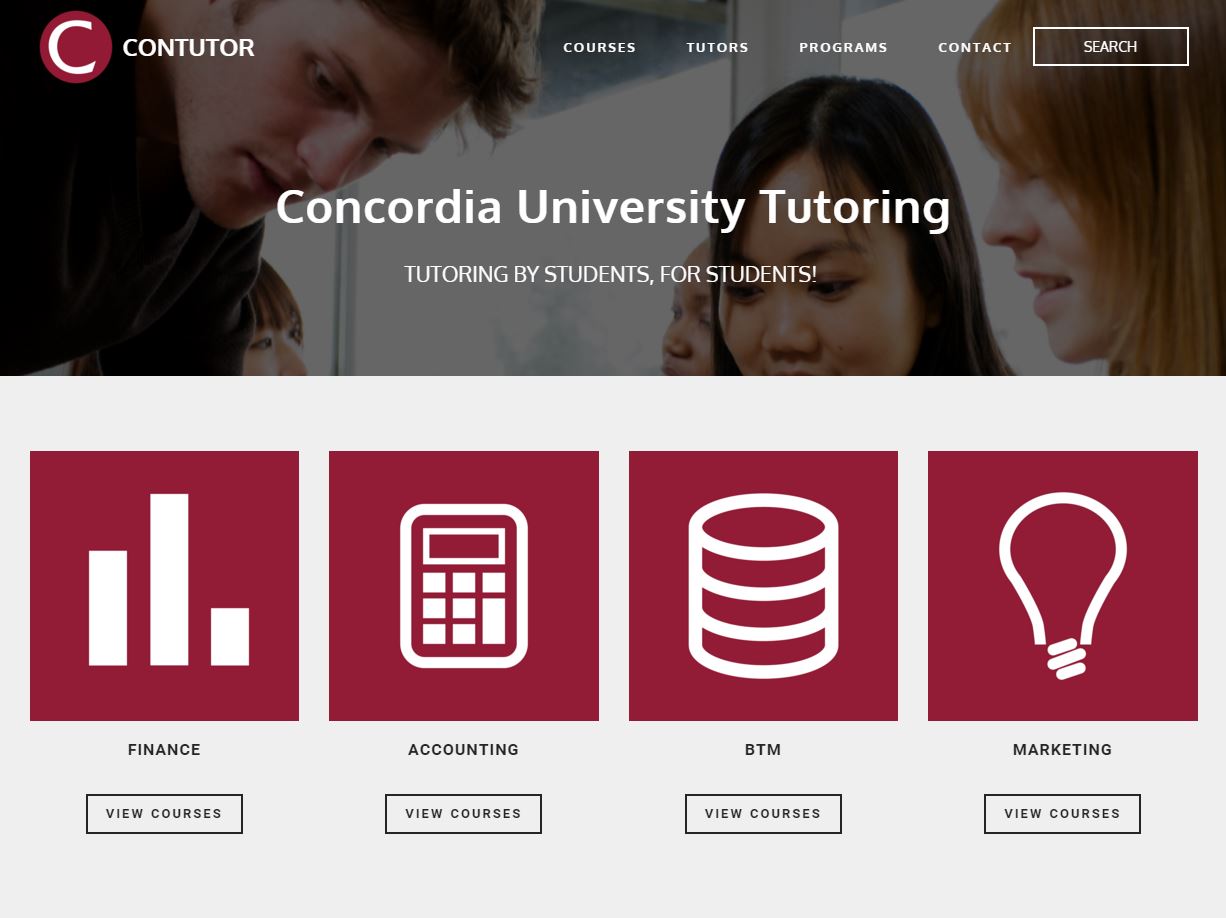 C CONTUTOR COURSES TUTORS PROGRAMS CONTACT SEARCH
Concordia University Tutoring
TUTORING BY STUDENTS, FOR STUDENTS!
FINANCE ACCOUNTING BTM MARKETING
VIEW COURSES VIEW COURSES VIEW COURSES VIEW COURSES